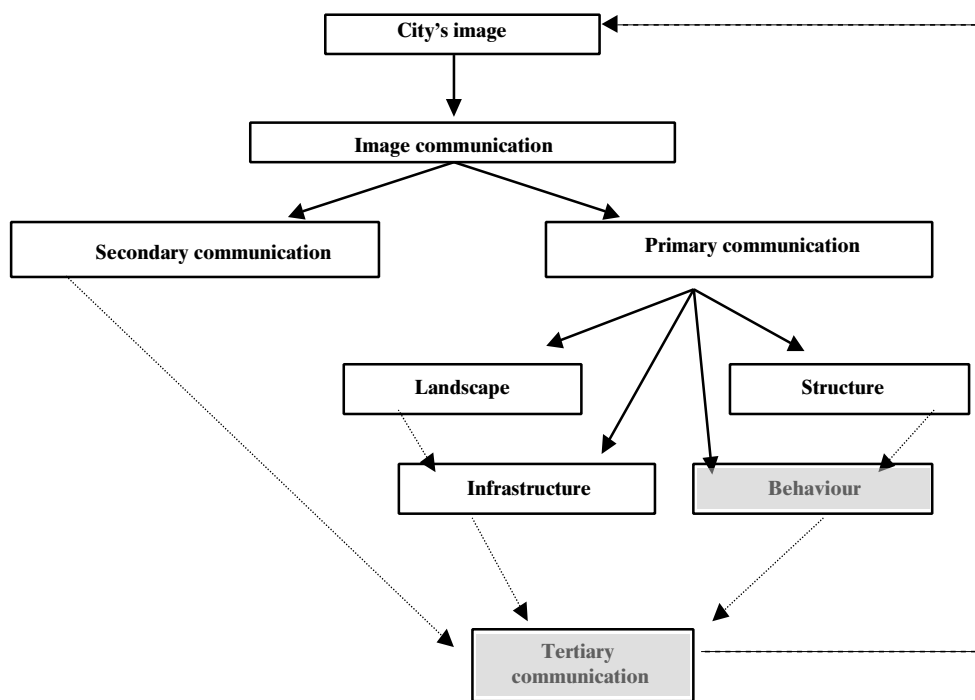 City’s image
Image communication
Secondary communication
Primary communication
Landscape
Structure
Infrastructure
Behaviour
Tertiary
communication